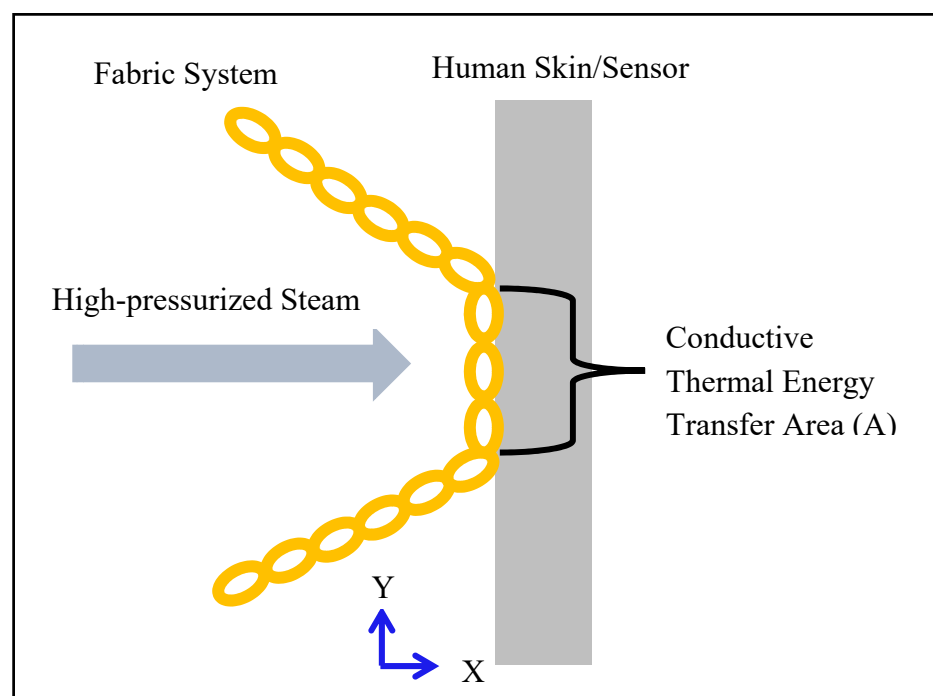 Fabric System
Human Skin/Sensor
High-pressurized Steam
Conductive
Thermal Energy
Transfer Area (A)
Y
X